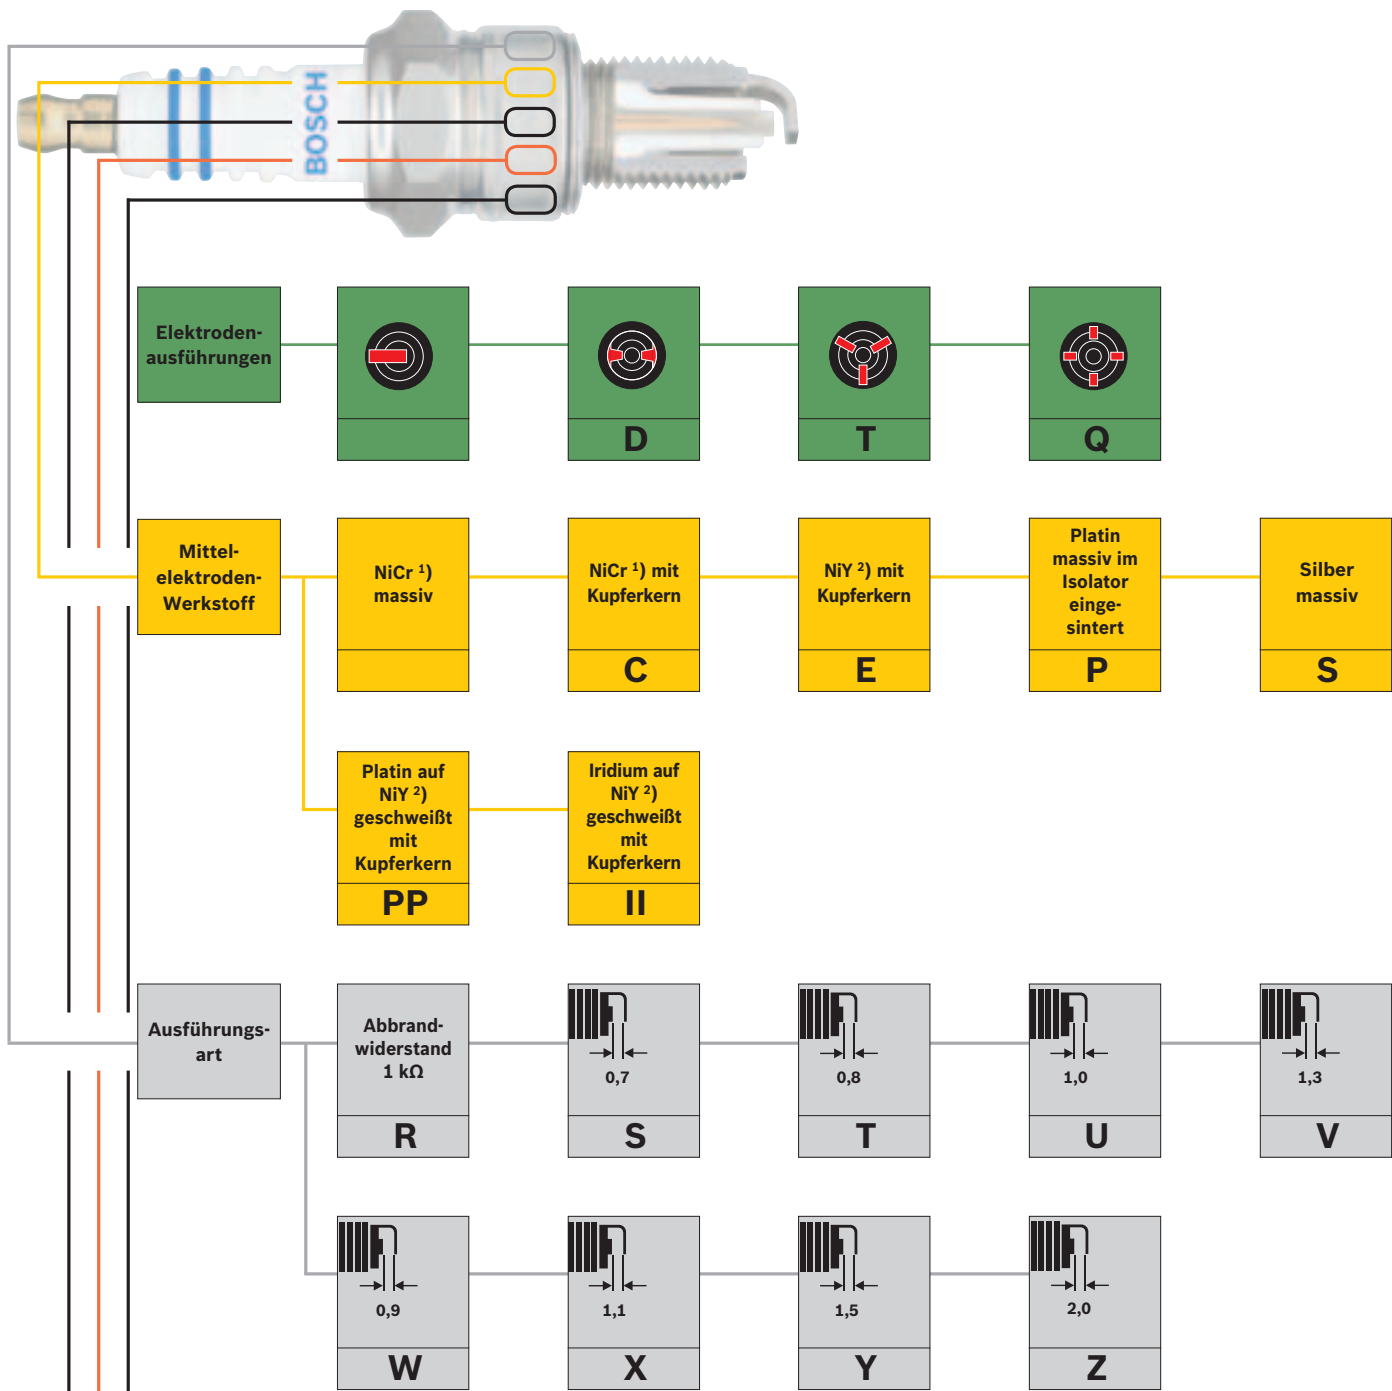 BOSCH
Elektroden-
ausführungen
D
T
Q
Mittel-
elektroden-
Werkstoff
NiCr ¹)
massiv
NiCr ¹) mit
Kupferkern
C
NiY ²) mit
Kupferkern
E
Platin
massiv im
Isolator
einge-
sintert
P
Silber
massiv
S
Platin auf
NiY ²)
geschweißt
mit
Kupferkern
PP
Iridium auf
NiY ²)
geschweißt
mit
Kupferkern
II
Ausführungs-
art
Abbrand-
widerstand
1 kΩ
R
0,7
S
0,8
T
1,0
U
1,3
V
0,9
W
1,1
X
1,5
Y
2,0
Z